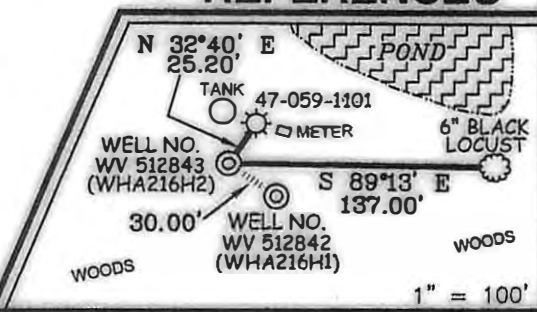 N 32°40' E
25.20'
POND
TANK
47-059-1101
METER
6" BLACK
LOCUST
WELL NO.
WV 512843
(WHA216H2)
S 89°13' E
137.00'
30.00'
WELL NO.
WV 512842
(WHA216H1)
WOODS
WOODS
1" = 100'